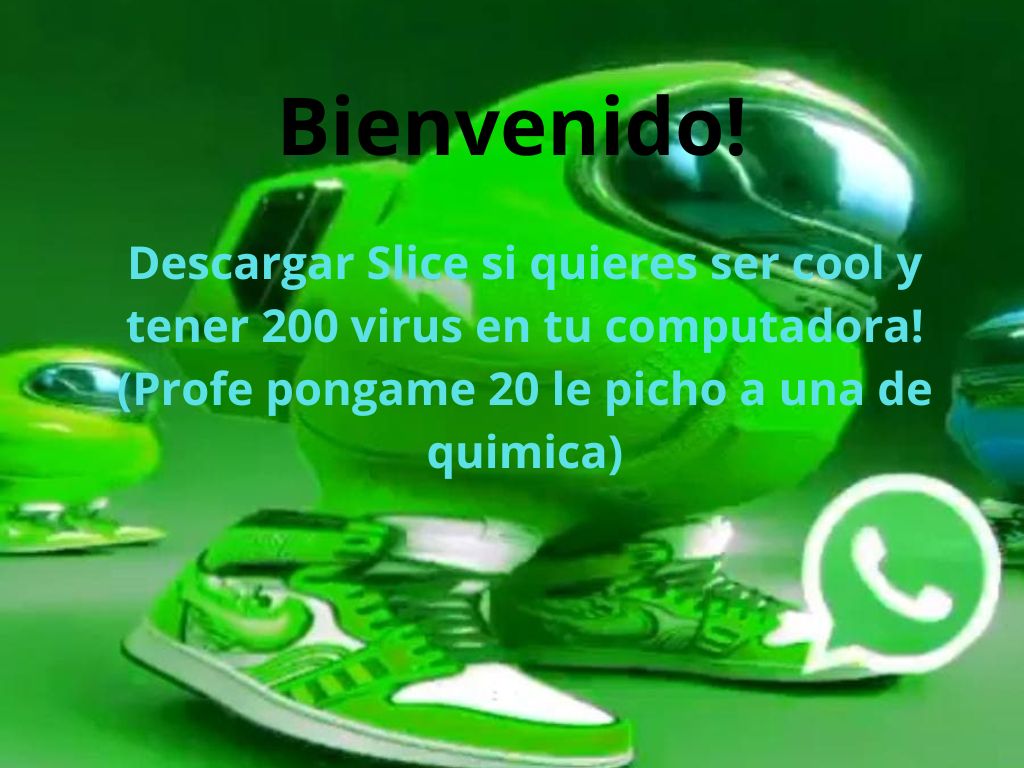 Bienvenido!
Descargar Slice si quieres ser cool y
tener 200 virus en tu computadora!
(Profe pongame 20 le picho a una de
quimica)